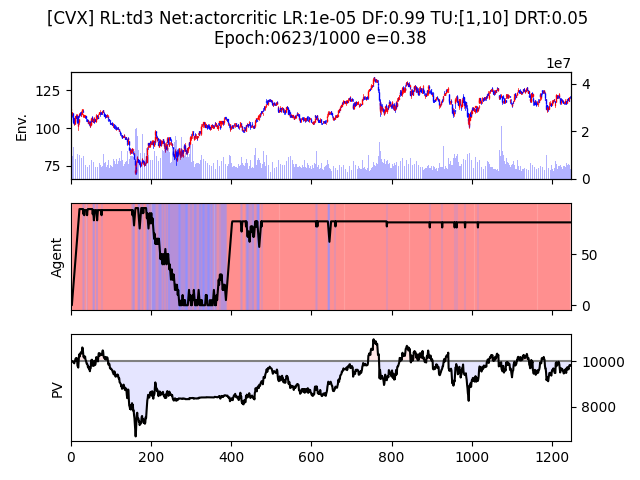 [CVX] RL:td3 Net:actorcritic LR:1e-05 DF:0.99 TU:[1,10] DRT:0.05
Epoch:0623/1000 e=0.38
1e7
125
100
75
Env.
4
2
0
Agent
50
0
PV
10000
8000
0
200
400
600
800
1000
1200